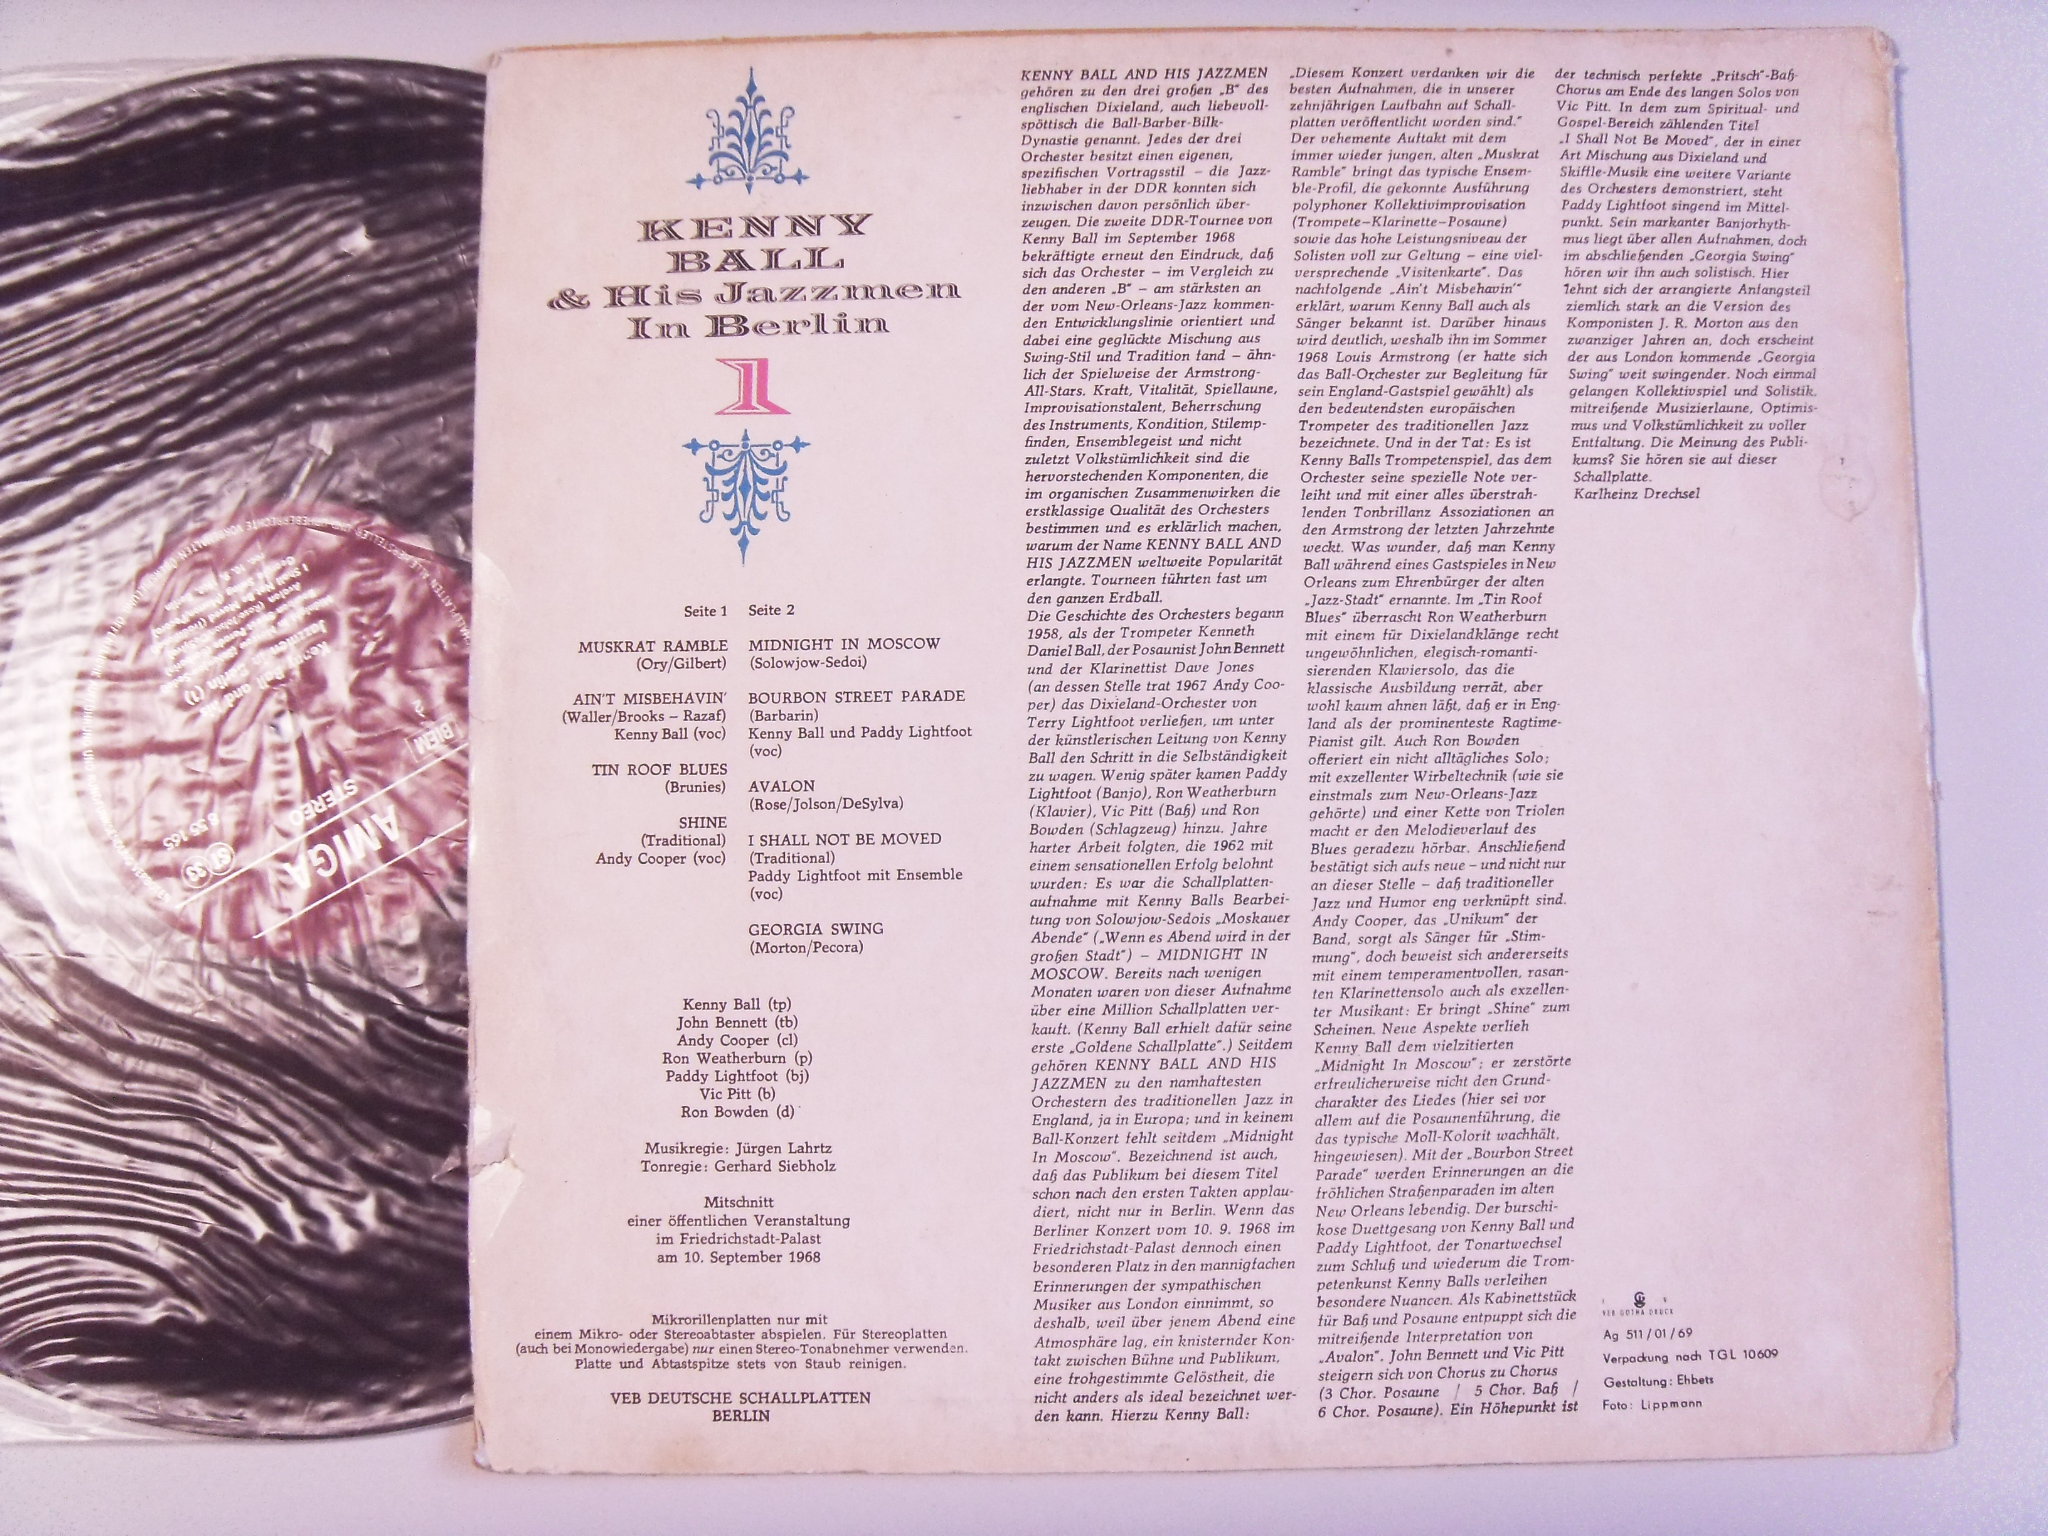 KENNY
BALL
& His Jazzmen
In Berlin
1
Seite 1
MUSKRAT RAMBLE
(Ory/Gilbert)
AIN'T MISBEHAVIN'
(Waller/Brooks – Razaf)
Kenny Ball (voc)
TIN ROOF BLUES
(Brunies)
SHINE
(Traditional)
Andy Cooper (voc)
Seite 2
MIDNIGHT IN MOSCOW
(Solowjow-Sedoi)
BOURBON STREET PARADE
(Barbarin)
Kenny Ball und Paddy Lightfoot
(voc)
AVALON
(Rose/Jolson/DeSylva)
I SHALL NOT BE MOVED
(Traditional)
Paddy Lightfoot mit Ensemble
(voc)
GEORGIA SWING
(Morton/Pecora)
Kenny Ball (tp)
John Bennett (tb)
Andy Cooper (cl)
Ron Weatherburn (p)
Paddy Lightfoot (bj)
Vic Pitt (b)
Ron Bowden (d)
Musikregie: Jürgen Lahrtz
Tonregie: Gerhard Siebholz
Mitschnitt
einer öffentlichen Veranstaltung
im Friedrichstadt-Palast
am 10. September 1968
Mikrorillenplatten nur mit
einem Mikro- oder Stereoabtaster abspielen. Für Stereoplatten
(auch bei Monowiedergabe) nur einen Stereo-Tonabnehmer verwenden.
Platte und Abtastspitze stets von Staub reinigen.
VEB DEUTSCHE SCHALLPLATTEN
BERLIN
KENNY BALL AND HIS JAZZMEN
gehören zu den drei großen „B“ des
englischen Dixieland, auch liebevoll-
spöttisch die Ball-Barber-Bilk-
Dynastie genannt. Jedes der drei
Orchester besitzt einen eigenen,
spezifischen Vortragsstil – die Jazz-
liebhaber in der DDR konnten sich
inzwischen davon persönlich über-
zeugen. Die zweite DDR-Tournee von
Kenny Ball im September 1968
bekräftigte erneut den Eindruck, daß
sich das Orchester – im Vergleich zu
den anderen „B“ – am stärksten an
der vom New-Orleans-Jazz kommen-
den Entwicklungslinie orientiert und
dabei eine geglückte Mischung aus
Swing-Stil und Tradition fand – ähn-
lich der Spielweise der Armstrong-
All-Stars. Kraft, Vitalität, Spiellaune,
Improvisationstalent, Beherrschung
des Instruments, Kondition, Stilemp-
finden, Ensemblegeist und nicht
zuletzt Volkstümlichkeit sind die
hervorstechenden Komponenten, die
im organischen Zusammenwirken die
erstklassige Qualität des Orchesters
bestimmen und es erklärlich machen,
warum der Name KENNY BALL AND
HIS JAZZMEN weltweite Popularität
erlangte. Tourneen führten fast um
den ganzen Erdball.
Die Geschichte des Orchesters begann
1958, als der Trompeter Kenneth
Daniel Ball, der Posaunist John Bennett
und der Klarinettist Dave Jones
(an dessen Stelle trat 1967 Andy Coo-
per) das Dixieland-Orchester von
Terry Lightfoot verließen, um unter
der künstlerischen Leitung von Kenny
Ball den Schritt in die Selbständigkeit
zu wagen. Wenig später kamen Paddy
Lightfoot (Banjo), Ron Weatherburn
(Klavier), Vic Pitt (Baß) und Ron
Bowden (Schlagzeug) hinzu. Jahre
harter Arbeit folgten, die 1962 mit
einem sensationellen Erfolg belohnt
wurden: Es war die Schallplatten-
aufnahme mit Kenny Balls Bearbei-
tung von Solowjow-Sedois „Moskauer
Abende“ („Wenn es Abend wird in der
großen Stadt“) – MIDNIGHT IN
MOSCOW. Bereits nach wenigen
Monaten waren von dieser Aufnahme
über eine Million Schallplatten ver-
kauft. (Kenny Ball erhielt dafür seine
erste „Goldene Schallplatte“.) Seitdem
gehören KENNY BALL AND HIS
JAZZMEN zu den namhaftesten
Orchestern des traditionellen Jazz in
England, ja in Europa; und in keinem
Ball-Konzert fehlt seitdem „Midnight
In Moscow“. Bezeichnend ist auch,
daß das Publikum bei diesem Titel
schon nach den ersten Takten applau-
diert, nicht nur in Berlin. Wenn das
Berliner Konzert vom 10. 9. 1968 im
Friedrichstadt-Palast dennoch einen
besonderen Platz in den mannigfachen
Erinnerungen der sympathischen
Musiker aus London einnimmt, so
deshalb, weil über jenem Abend eine
Atmosphäre lag, ein knisternder Kon-
takt zwischen Bühne und Publikum,
eine frohgestimmte Gelöstheit, die
nicht anders als ideal bezeichnet wer-
den kann. Hierzu Kenny Ball:
„Diesem Konzert verdanken wir die
besten Aufnahmen, die in unserer
zehnjährigen Laufbahn auf Schall-
platten veröffentlicht worden sind.“
Der vehemente Auftakt mit dem
immer wieder jungen, alten „Muskrat
Ramble“ bringt das typische Ensem-
ble-Profil, die gekonnte Ausführung
polyphoner Kollektivimprovisation
(Trompete–Klarinette–Posaune)
sowie das hohe Leistungsniveau der
Solisten voll zur Geltung – eine viel-
versprechende „Visitenkarte“. Das
nachfolgende „Ain't Misbehavin'“
erklärt, warum Kenny Ball auch als
Sänger bekannt ist. Darüber hinaus
wird deutlich, weshalb ihn im Sommer
1968 Louis Armstrong (er hatte sich
das Ball-Orchester zur Begleitung für
sein England-Gastspiel gewählt) als
den bedeutendsten europäischen
Trompeter des traditionellen Jazz
bezeichnete. Und in der Tat: Es ist
Kenny Balls Trompetenspiel, das dem
Orchester seine spezielle Note ver-
leiht und mit einer alles überstrah-
lenden Tonbrillanz Assoziationen an
den Armstrong der letzten Jahrzehnte
weckt. Was wunder, daß man Kenny
Ball während eines Gastspieles in New
Orleans zum Ehrenbürger der alten
„Jazz-Stadt“ ernannte. Im „Tin Roof
Blues“ überrascht Ron Weatherburn
mit einem für Dixielandklänge recht
ungewöhnlichen, elegisch-romanti-
sierenden Klaviersolo, das die
klassische Ausbildung verrät, aber
wohl kaum ahnen läßt, daß er in Eng-
land als der prominenteste Ragtime-
Pianist gilt. Auch Ron Bowden
offeriert ein nicht alltägliches Solo;
mit exzellenter Wirbeltechnik (wie sie
einstmals zum New-Orleans-Jazz
gehörte) und einer Kette von Triolen
macht er den Melodieverlauf des
Blues geradezu hörbar. Anschließend
bestätigt sich aufs neue – und nicht nur
an dieser Stelle – daß traditioneller
Jazz und Humor eng verknüpft sind.
Andy Cooper, das „Unikum“ der
Band, sorgt als Sänger für „Stim-
mung“, doch beweist sich andererseits
mit einem temperamentvollen, rasan-
ten Klarinettensolo auch als exzellen-
ter Musikant: Er bringt „Shine“ zum
Scheinen. Neue Aspekte verlieh
Kenny Ball dem vielzitierten
„Midnight In Moscow“; er zerstörte
erfreulicherweise nicht den Grund-
charakter des Liedes (hier sei vor
allem auf die Posaunenführung, die
das typische Moll-Kolorit wachhält,
hingewiesen). Mit der „Bourbon Street
Parade“ werden Erinnerungen an die
fröhlichen Straßenparaden im alten
New Orleans lebendig. Der burschi-
kose Duettgesang von Kenny Ball und
Paddy Lightfoot, der Tonartwechsel
zum Schluß und wiederum die Trom-
petenkunst Kenny Balls verleihen
besondere Nuancen. Als Kabinettstück
für Baß und Posaune entpuppt sich die
mitreißende Interpretation von
„Avalon“. John Bennett und Vic Pitt
steigern sich von Chorus zu Chorus
(3 Chor. Posaune / 5 Chor. Baß /
6 Chor. Posaune). Ein Höhepunkt ist
der technisch perfekte „Pritsch“-Baß-
Chorus am Ende des langen Solos von
Vic Pitt. In dem zum Spiritual- und
Gospel-Bereich zählenden Titel
„I Shall Not Be Moved“, der in einer
Art Mischung aus Dixieland und
Skiffle-Musik eine weitere Variante
des Orchesters demonstriert, steht
Paddy Lightfoot singend im Mittel-
punkt. Sein markanter Banjorhyth-
mus liegt über allen Aufnahmen, doch
im abschließenden „Georgia Swing“
hören wir ihn auch solistisch. Hier
lehnt sich der arrangierte Anfangsteil
ziemlich stark an die Version des
Komponisten J. R. Morton aus den
zwanziger Jahren an, doch erscheint
der aus London kommende „Georgia
Swing“ weit swingender. Noch einmal
gelangen Kollektivspiel und Solistik,
mitreißende Musizierlaune, Optimis-
mus und Volkstümlichkeit zu voller
Entfaltung. Die Meinung des Publi-
kums? Sie hören sie auf dieser
Schallplatte.
Karlheinz Drechsel
VEB GOTHA DRUCK
Ag 511/01/69
Verpackung nach TGL 10609
Gestaltung: Ehbets
Foto: Lippmann
AMIGA
STEREO
8 55 165
St 33
BIEM
Kenny Ball and his
Jazzmen in Berlin (1)